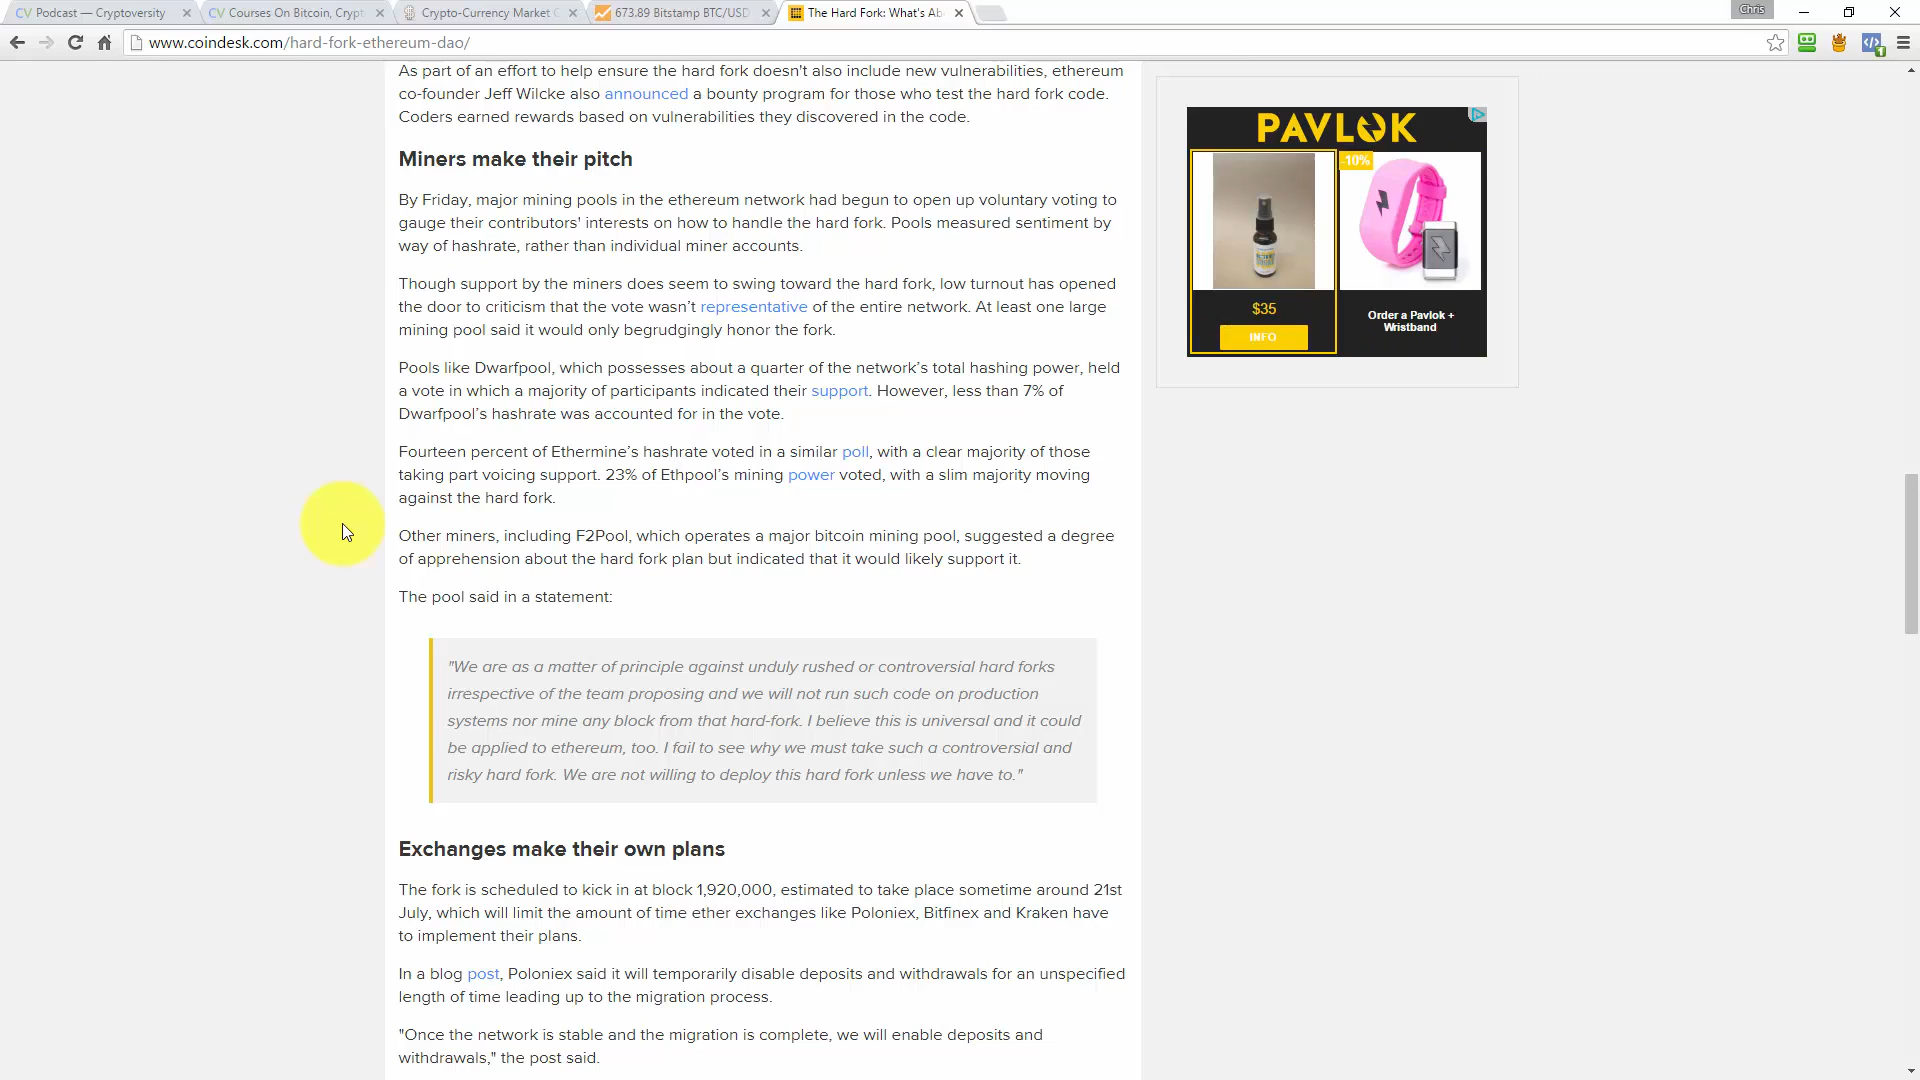 CV Podcast — Cryptoversity
CV Courses On Bitcoin, Crypt
Crypto-Currency Market C
673.89 Bitstamp BTC/USD
The Hard Fork: What's Ab
Chris
www.coindesk.com/hard-fork-ethereum-dao/
As part of an effort to help ensure the hard fork doesn't also include new vulnerabilities, ethereum
co-founder Jeff Wilcke also announced a bounty program for those who test the hard fork code.
Coders earned rewards based on vulnerabilities they discovered in the code.
Miners make their pitch
By Friday, major mining pools in the ethereum network had begun to open up voluntary voting to
gauge their contributors' interests on how to handle the hard fork. Pools measured sentiment by
way of hashrate, rather than individual miner accounts.
Though support by the miners does seem to swing toward the hard fork, low turnout has opened
the door to criticism that the vote wasn’t representative of the entire network. At least one large
mining pool said it would only begrudgingly honor the fork.
Pools like Dwarfpool, which possesses about a quarter of the network’s total hashing power, held
a vote in which a majority of participants indicated their support. However, less than 7% of
Dwarfpool’s hashrate was accounted for in the vote.
Fourteen percent of Ethermine’s hashrate voted in a similar poll, with a clear majority of those
taking part voicing support. 23% of Ethpool’s mining power voted, with a slim majority moving
against the hard fork.
Other miners, including F2Pool, which operates a major bitcoin mining pool, suggested a degree
of apprehension about the hard fork plan but indicated that it would likely support it.
The pool said in a statement:
"We are as a matter of principle against unduly rushed or controversial hard forks
irrespective of the team proposing and we will not run such code on production
systems nor mine any block from that hard-fork. I believe this is universal and it could
be applied to ethereum, too. I fail to see why we must take such a controversial and
risky hard fork. We are not willing to deploy this hard fork unless we have to."
Exchanges make their own plans
The fork is scheduled to kick in at block 1,920,000, estimated to take place sometime around 21st
July, which will limit the amount of time ether exchanges like Poloniex, Bitfinex and Kraken have
to implement their plans.
In a blog post, Poloniex said it will temporarily disable deposits and withdrawals for an unspecified
length of time leading up to the migration process.
"Once the network is stable and the migration is complete, we will enable deposits and
withdrawals," the post said.
PAVLOK
-10%
$35
INFO
Order a Pavlok +
Wristband